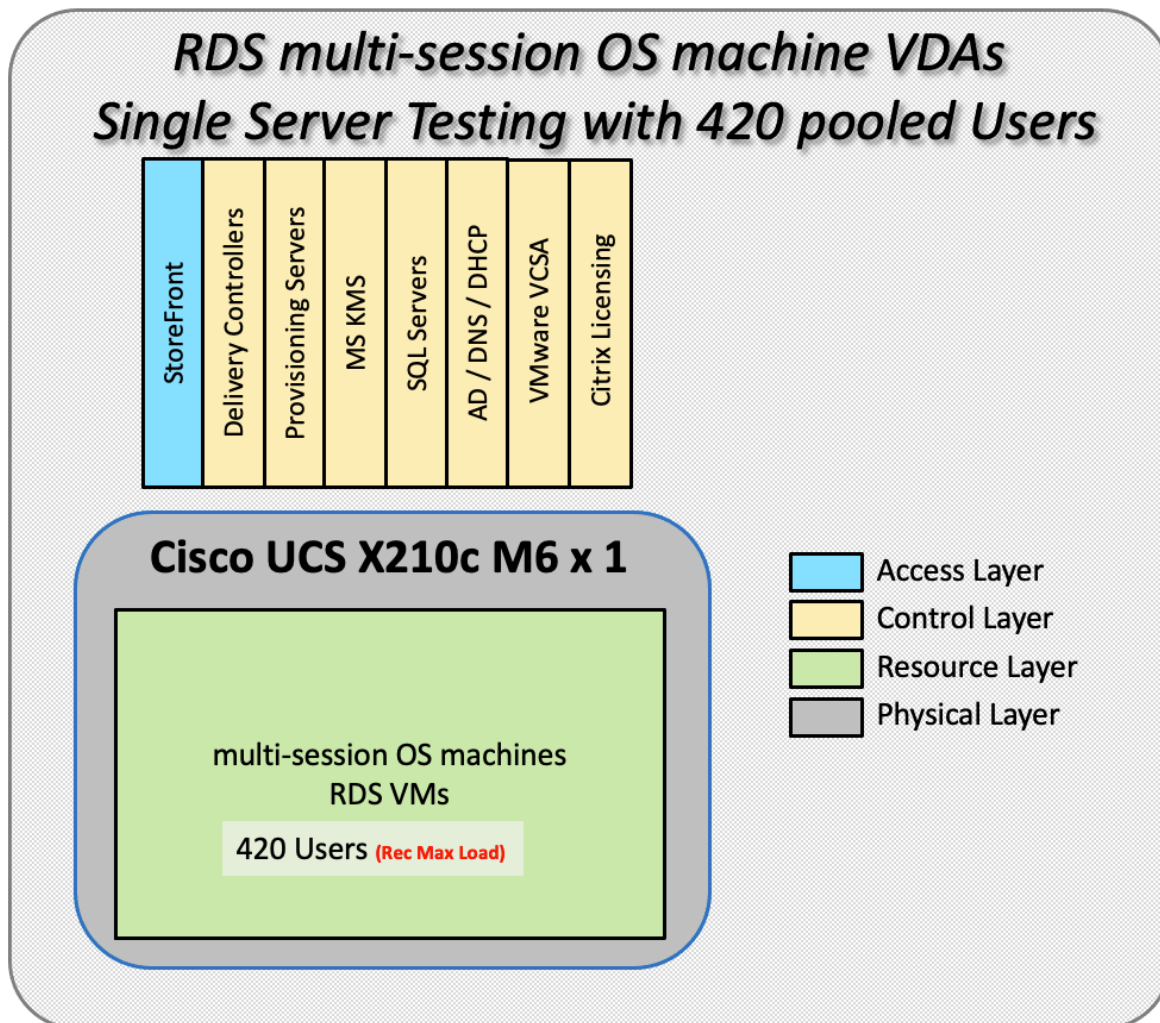 RDS multi-session OS machine VDAs
Single Server Testing with 420 pooled Users
StoreFront
Delivery Controllers
Provisioning Servers
MS KMS
SQL Servers
AD / DNS / DHCP
VMware VCSA
Citrix Licensing
Cisco UCS X210c M6 x 1
multi-session OS machines
RDS VMs
420 Users (Rec Max Load)
Access Layer
Control Layer
Resource Layer
Physical Layer